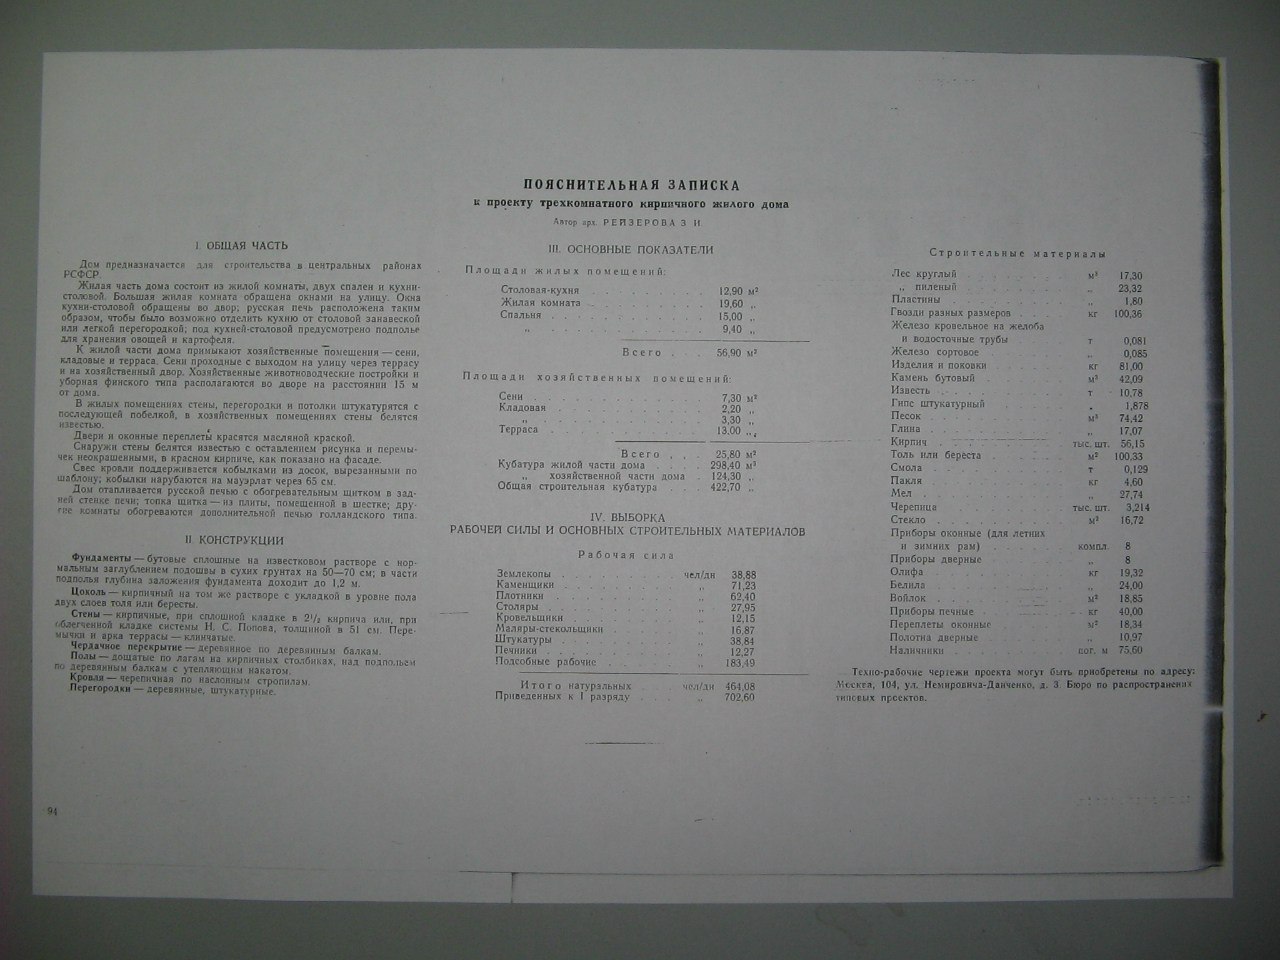 ПОЯСНИТЕЛЬНАЯ ЗАПИСКА
к проекту трехкомнатного кирпичного жилого дома
Автор арх. РЕЙЗЕРОВА З И.
I. ОБЩАЯ ЧАСТЬ
Дом предназначается для строительства в центральных районах
РСФСР.
Жилая часть дома состоит из жилой комнаты, двух спален и кухни-
столовой. Большая жилая комната обращена окнами на улицу. Окна
кухни-столовой обращены во двор; русская печь расположена таким
образом, чтобы было возможно отделить кухню от столовой занавеской
или легкой перегородкой; под кухней-столовой предусмотрено подполье
для хранения овощей и картофеля.
К жилой части дома примыкают хозяйственные помещения — сени,
кладовые и терраса. Сени проходные с выходом на улицу через террасу
и на хозяйственный двор. Хозяйственные животноводческие постройки и
уборная финского типа располагаются во дворе на расстоянии 15 м
от дома.
В жилых помещениях стены, перегородки и потолки штукатурятся с
последующей побелкой, в хозяйственных помещениях стены белятся
известью.
Двери и оконные переплеты красятся масляной краской.
Снаружи стены белятся известью с оставлением рисунка и перемы-
чек неокрашенными, в красном кирпиче, как показано на фасаде.
Свес кровли поддерживается кобылками из досок, вырезанными по
шаблону; кобылки нарубаются на мауэрлат через 65 см.
Дом отапливается русской печью с обогревательным щитком в зад-
ней стенке печи; топка щитка — из плиты, помещенной в шестке; дру-
гие комнаты обогреваются дополнительной печью голландского типа.
II. КОНСТРУКЦИИ
Фундаменты — бутовые сплошные на известковом растворе с нор-
мальным заглублением подошвы в сухих грунтах на 50—70 см; в части
подполья глубина заложения фундамента доходит до 1,2 м.
Цоколь — кирпичный на том же растворе с укладкой в уровне пола
двух слоев толя или бересты.
Стены — кирпичные, при сплошной кладке в 2½ кирпича или, при
облегченной кладке системы Н. С. Попова, толщиной в 51 см. Пере-
мычки и арка террасы — клинчатые.
Чердачное перекрытие — деревянное по деревянным балкам.
Полы — дощатые по лагам на кирпичных столбиках, над подпольем
по деревянным балкам с утепляющим накатом.
Кровля — черепичная по наслонным стропилам.
Перегородки — деревянные, штукатурные.
94
III. ОСНОВНЫЕ ПОКАЗАТЕЛИ
Площади жилых помещений:
Столовая-кухня . . . . . . . . . 12,90 м²
Жилая комната . . . . . . . . . 19,60 „
Спальня . . . . . . . . . . . . 15,00 „
„ . . . . . . . . . . . . 9,40 „
Всего . . . 56,90 м²
Площади хозяйственных помещений:
Сени . . . . . . . . . . . . . 7,30 м²
Кладовая . . . . . . . . . . . 2,20 „
„ . . . . . . . . . . . 3,30 „
Терраса . . . . . . . . . . . 13,00 „
Всего . . . 25,80 м²
Кубатура жилой части дома . . . . 298,40 м³
„ хозяйственной части дома . 124,30 „
Общая строительная кубатура . . . 422,70 „
IV. ВЫБОРКА
РАБОЧЕЙ СИЛЫ И ОСНОВНЫХ СТРОИТЕЛЬНЫХ МАТЕРИАЛОВ
Рабочая сила
Землекопы . . . . . . . . чел/дн 38,88
Каменщики . . . . . . . . „ 71,23
Плотники . . . . . . . . „ 62,40
Столяры . . . . . . . . „ 27,95
Кровельщики . . . . . . . „ 12,15
Маляры-стекольщики . . . . . „ 16,87
Штукатуры . . . . . . . . „ 38,84
Печники . . . . . . . . „ 12,27
Подсобные рабочие . . . . . „ 183,49
Итого натуральных . . . чел/дн 464,08
Приведенных к I разряду . . . „ 702,60
Строительные материалы
Лес круглый . . . . . . . м³ 17,30
„ пиленый . . . . . . . „ 23,32
Пластины . . . . . . . . „ 1,80
Гвозди разных размеров . . . . кг 100,36
Железо кровельное на желоба
и водосточные трубы . . . . т 0,081
Железо сортовое . . . . . . „ 0,085
Изделия и поковки . . . . . кг 81,00
Камень бутовый . . . . . . м³ 42,09
Известь . . . . . . . . т 10,78
Гипс штукатурный . . . . . „ 1,878
Песок . . . . . . . . . м³ 74,42
Глина . . . . . . . . . „ 17,07
Кирпич . . . . . . . . тыс. шт. 56,15
Толь или береста . . . . . м² 100,33
Смола . . . . . . . . . т 0,129
Пакля . . . . . . . . . кг 4,60
Мел . . . . . . . . . . „ 27,74
Черепица . . . . . . . тыс. шт. 3,214
Стекло . . . . . . . . м² 16,72
Приборы оконные (для летних
и зимних рам) . . . . . компл. 8
Приборы дверные . . . . . „ 8
Олифа . . . . . . . . . кг 19,32
Белила . . . . . . . . . „ 24,00
Войлок . . . . . . . . м² 18,85
Приборы печные . . . . . . кг 40,00
Переплеты оконные . . . . . м² 18,34
Полотна дверные . . . . . „ 10,97
Наличники . . . . . . . пог. м 75,60
Техно-рабочие чертежи проекта могут быть приобретены по адресу:
Москва, 104, ул. Немировича-Данченко, д. 3. Бюро по распространению
типовых проектов.